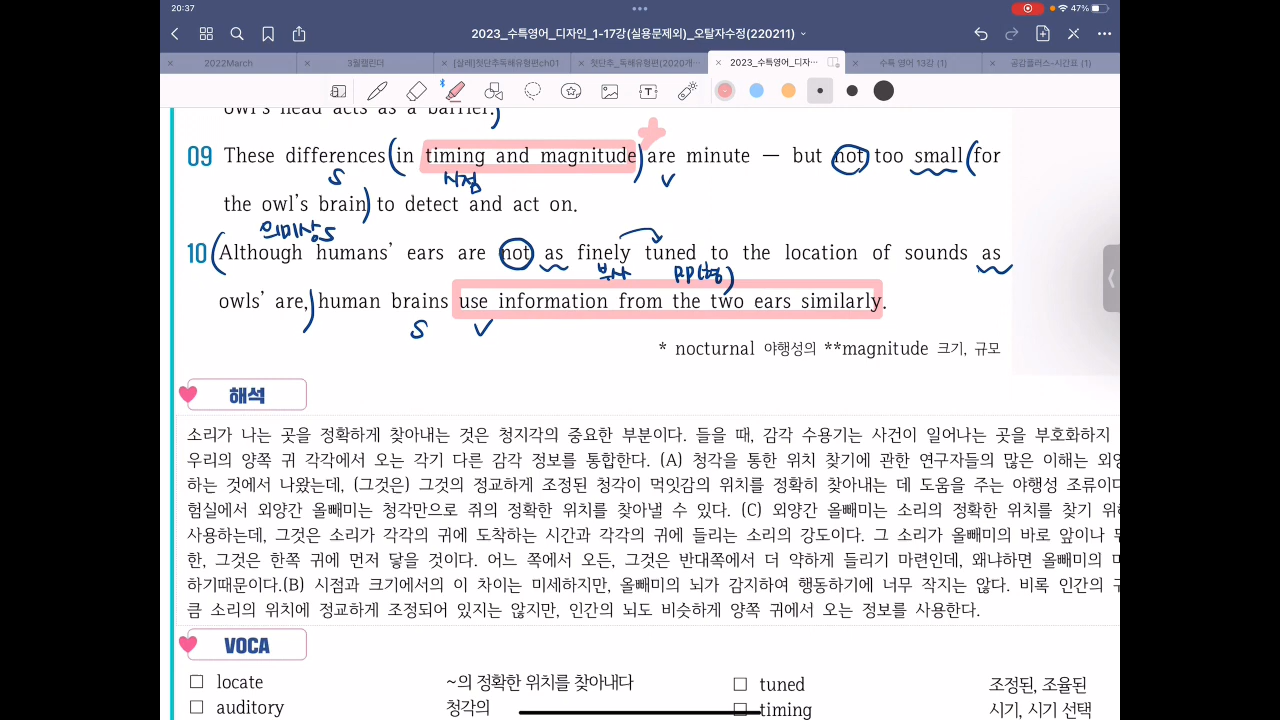 20:37
47%
2023_수특영어_디자인_1-17강(실용문제외)_오탈자수정(220211)
2022March
3월캘린더
[실레]첫단추독해유형편ch01
첫단추_독해유형편(2020개…
2023_수특영어_디자…
수특 영어 13강 (1)
공감플러스-시간표 (1)
owl's head acts as a barrier.)
09 These differences (in timing and magnitude) are minute — but not too small (for
S 시점 V
the owl's brain) to detect and act on.
의미상S
10 (Although humans' ears are not as finely tuned to the location of sounds as
부사 p.p(형)
owls' are,) human brains use information from the two ears similarly.
S V
* nocturnal 야행성의 **magnitude 크기, 규모
해석
소리가 나는 곳을 정확하게 찾아내는 것은 청지각의 중요한 부분이다. 들을 때, 감각 수용기는 사건이 일어나는 곳을 부호화하지
우리의 양쪽 귀 각각에서 오는 각기 다른 감각 정보를 통합한다. (A) 청각을 통한 위치 찾기에 관한 연구자들의 많은 이해는 외양
하는 것에서 나왔는데, (그것은) 그것의 정교하게 조정된 청각이 먹잇감의 위치를 정확히 찾아내는 데 도움을 주는 야행성 조류이다
험실에서 외양간 올빼미는 청각만으로 쥐의 정확한 위치를 찾아낼 수 있다. (C) 외양간 올빼미는 소리의 정확한 위치를 찾기 위해
사용하는데, 그것은 소리가 각각의 귀에 도착하는 시간과 각각의 귀에 들리는 소리의 강도이다. 그 소리가 올빼미의 바로 앞이나
한, 그것은 한쪽 귀에 먼저 닿을 것이다. 어느 쪽에서 오든, 그것은 반대쪽에서 더 약하게 들리기 마련인데, 왜냐하면 올빼미의
하기때문이다.(B) 시점과 크기에서의 이 차이는 미세하지만, 올빼미의 뇌가 감지하여 행동하기에 너무 작지는 않다. 비록 인간의
큼 소리의 위치에 정교하게 조정되어 있지는 않지만, 인간의 뇌도 비슷하게 양쪽 귀에서 오는 정보를 사용한다.
VOCA
locate ~의 정확한 위치를 찾아내다 tuned 조정된, 조율된
auditory 청각의 timing 시기, 시기 선택